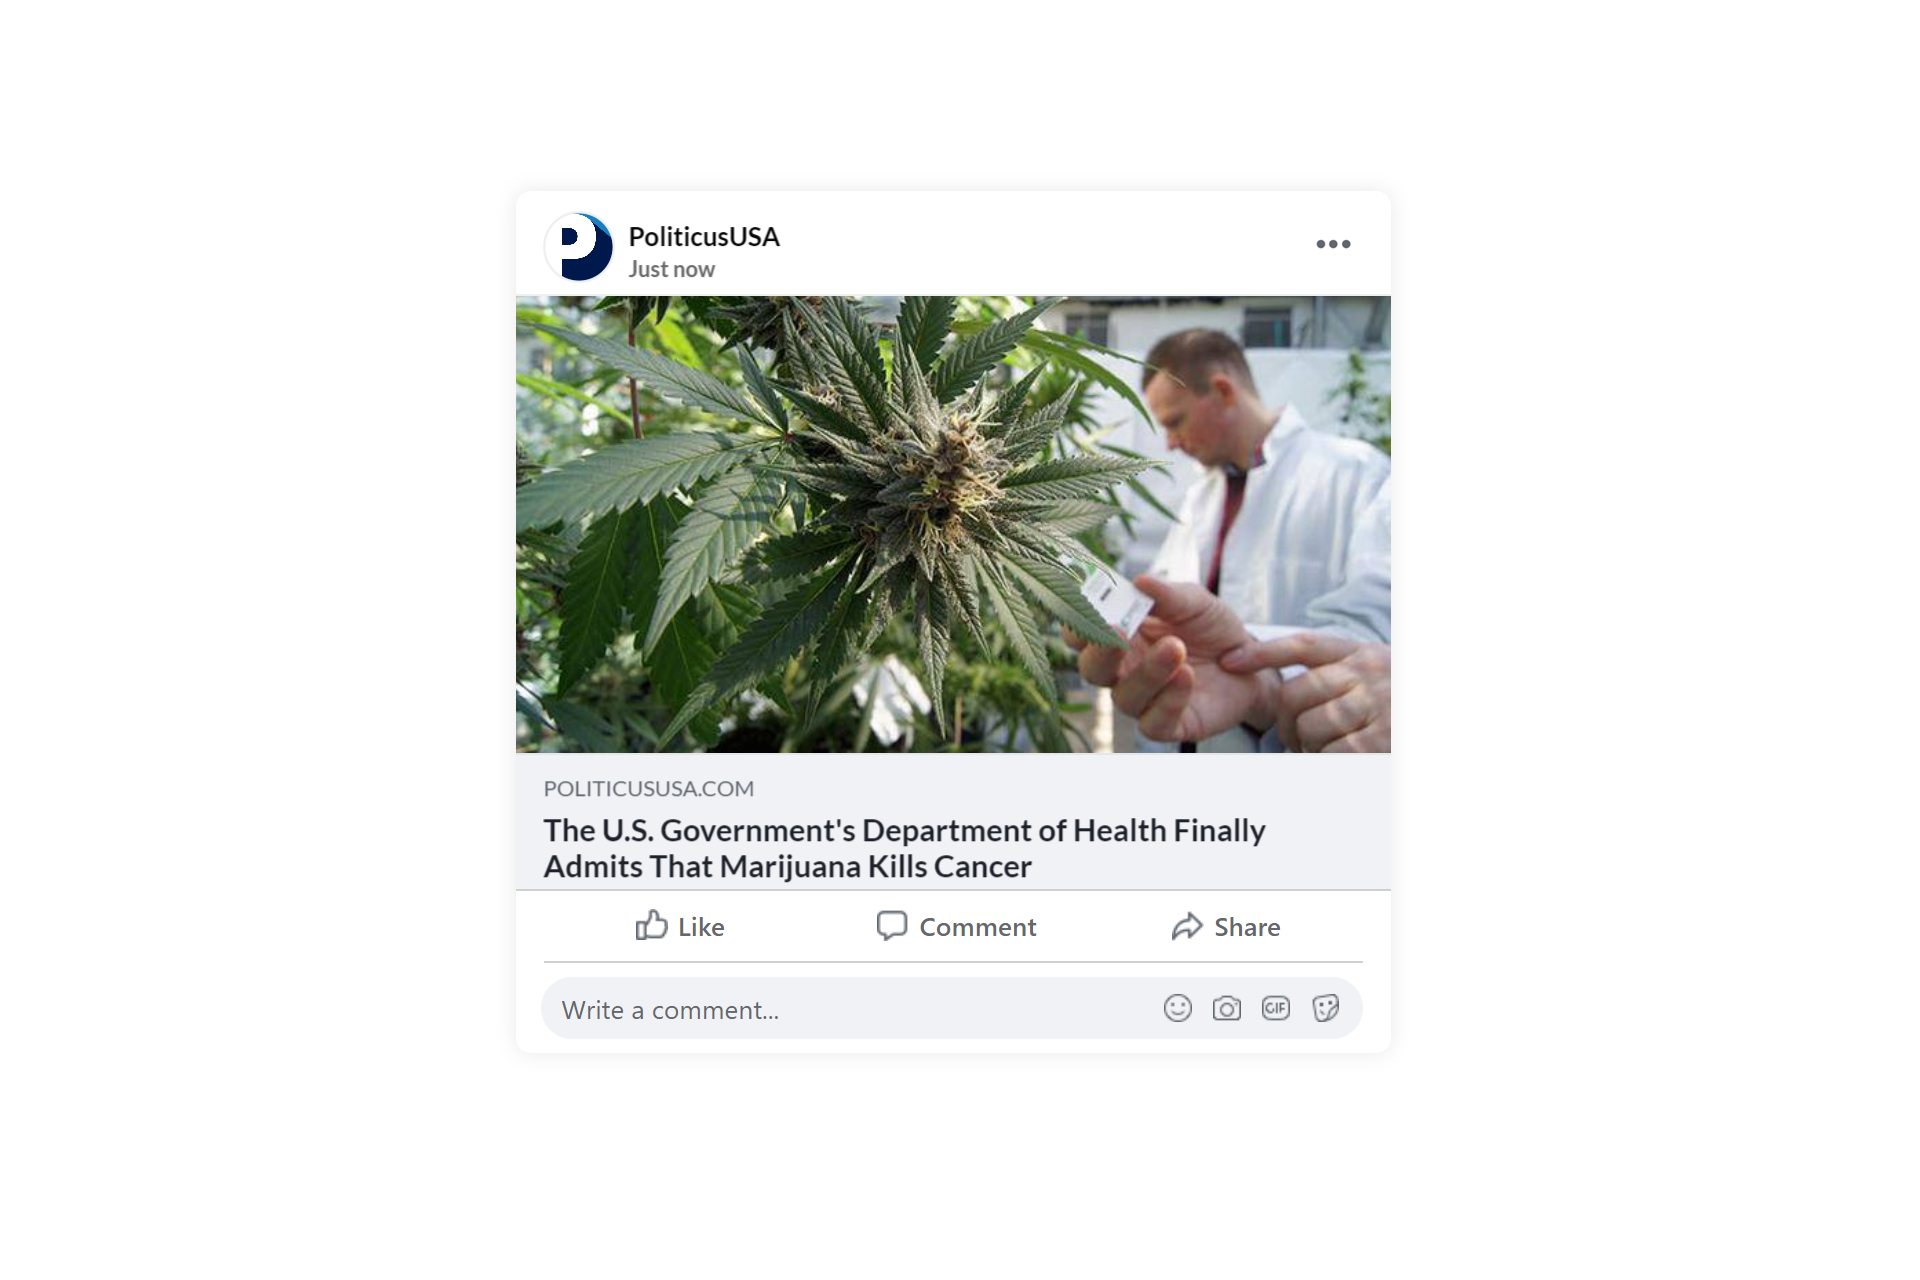 PoliticusUSA
Just now
POLITICUSUSA.COM
The U.S. Government's Department of Health Finally
Admits That Marijuana Kills Cancer
Like
Comment
Share
Write a comment...
GIF